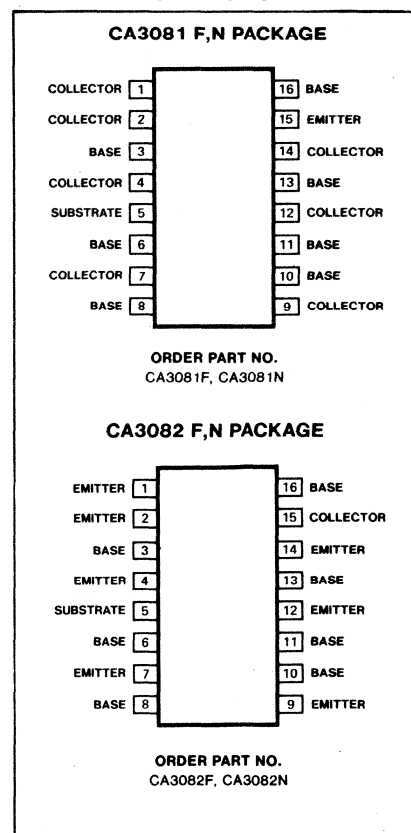 CA3081 F,N PACKAGE
COLLECTOR 1 16 BASE
COLLECTOR 2 15 EMITTER
BASE 3 14 COLLECTOR
COLLECTOR 4 13 BASE
SUBSTRATE 5 12 COLLECTOR
BASE 6 11 BASE
COLLECTOR 7 10 BASE
BASE 8 9 COLLECTOR
ORDER PART NO.
CA3081F, CA3081N
CA3082 F,N PACKAGE
EMITTER 1 16 BASE
EMITTER 2 15 COLLECTOR
BASE 3 14 EMITTER
EMITTER 4 13 BASE
SUBSTRATE 5 12 EMITTER
BASE 6 11 BASE
EMITTER 7 10 BASE
BASE 8 9 EMITTER
ORDER PART NO.
CA3082F, CA3082N